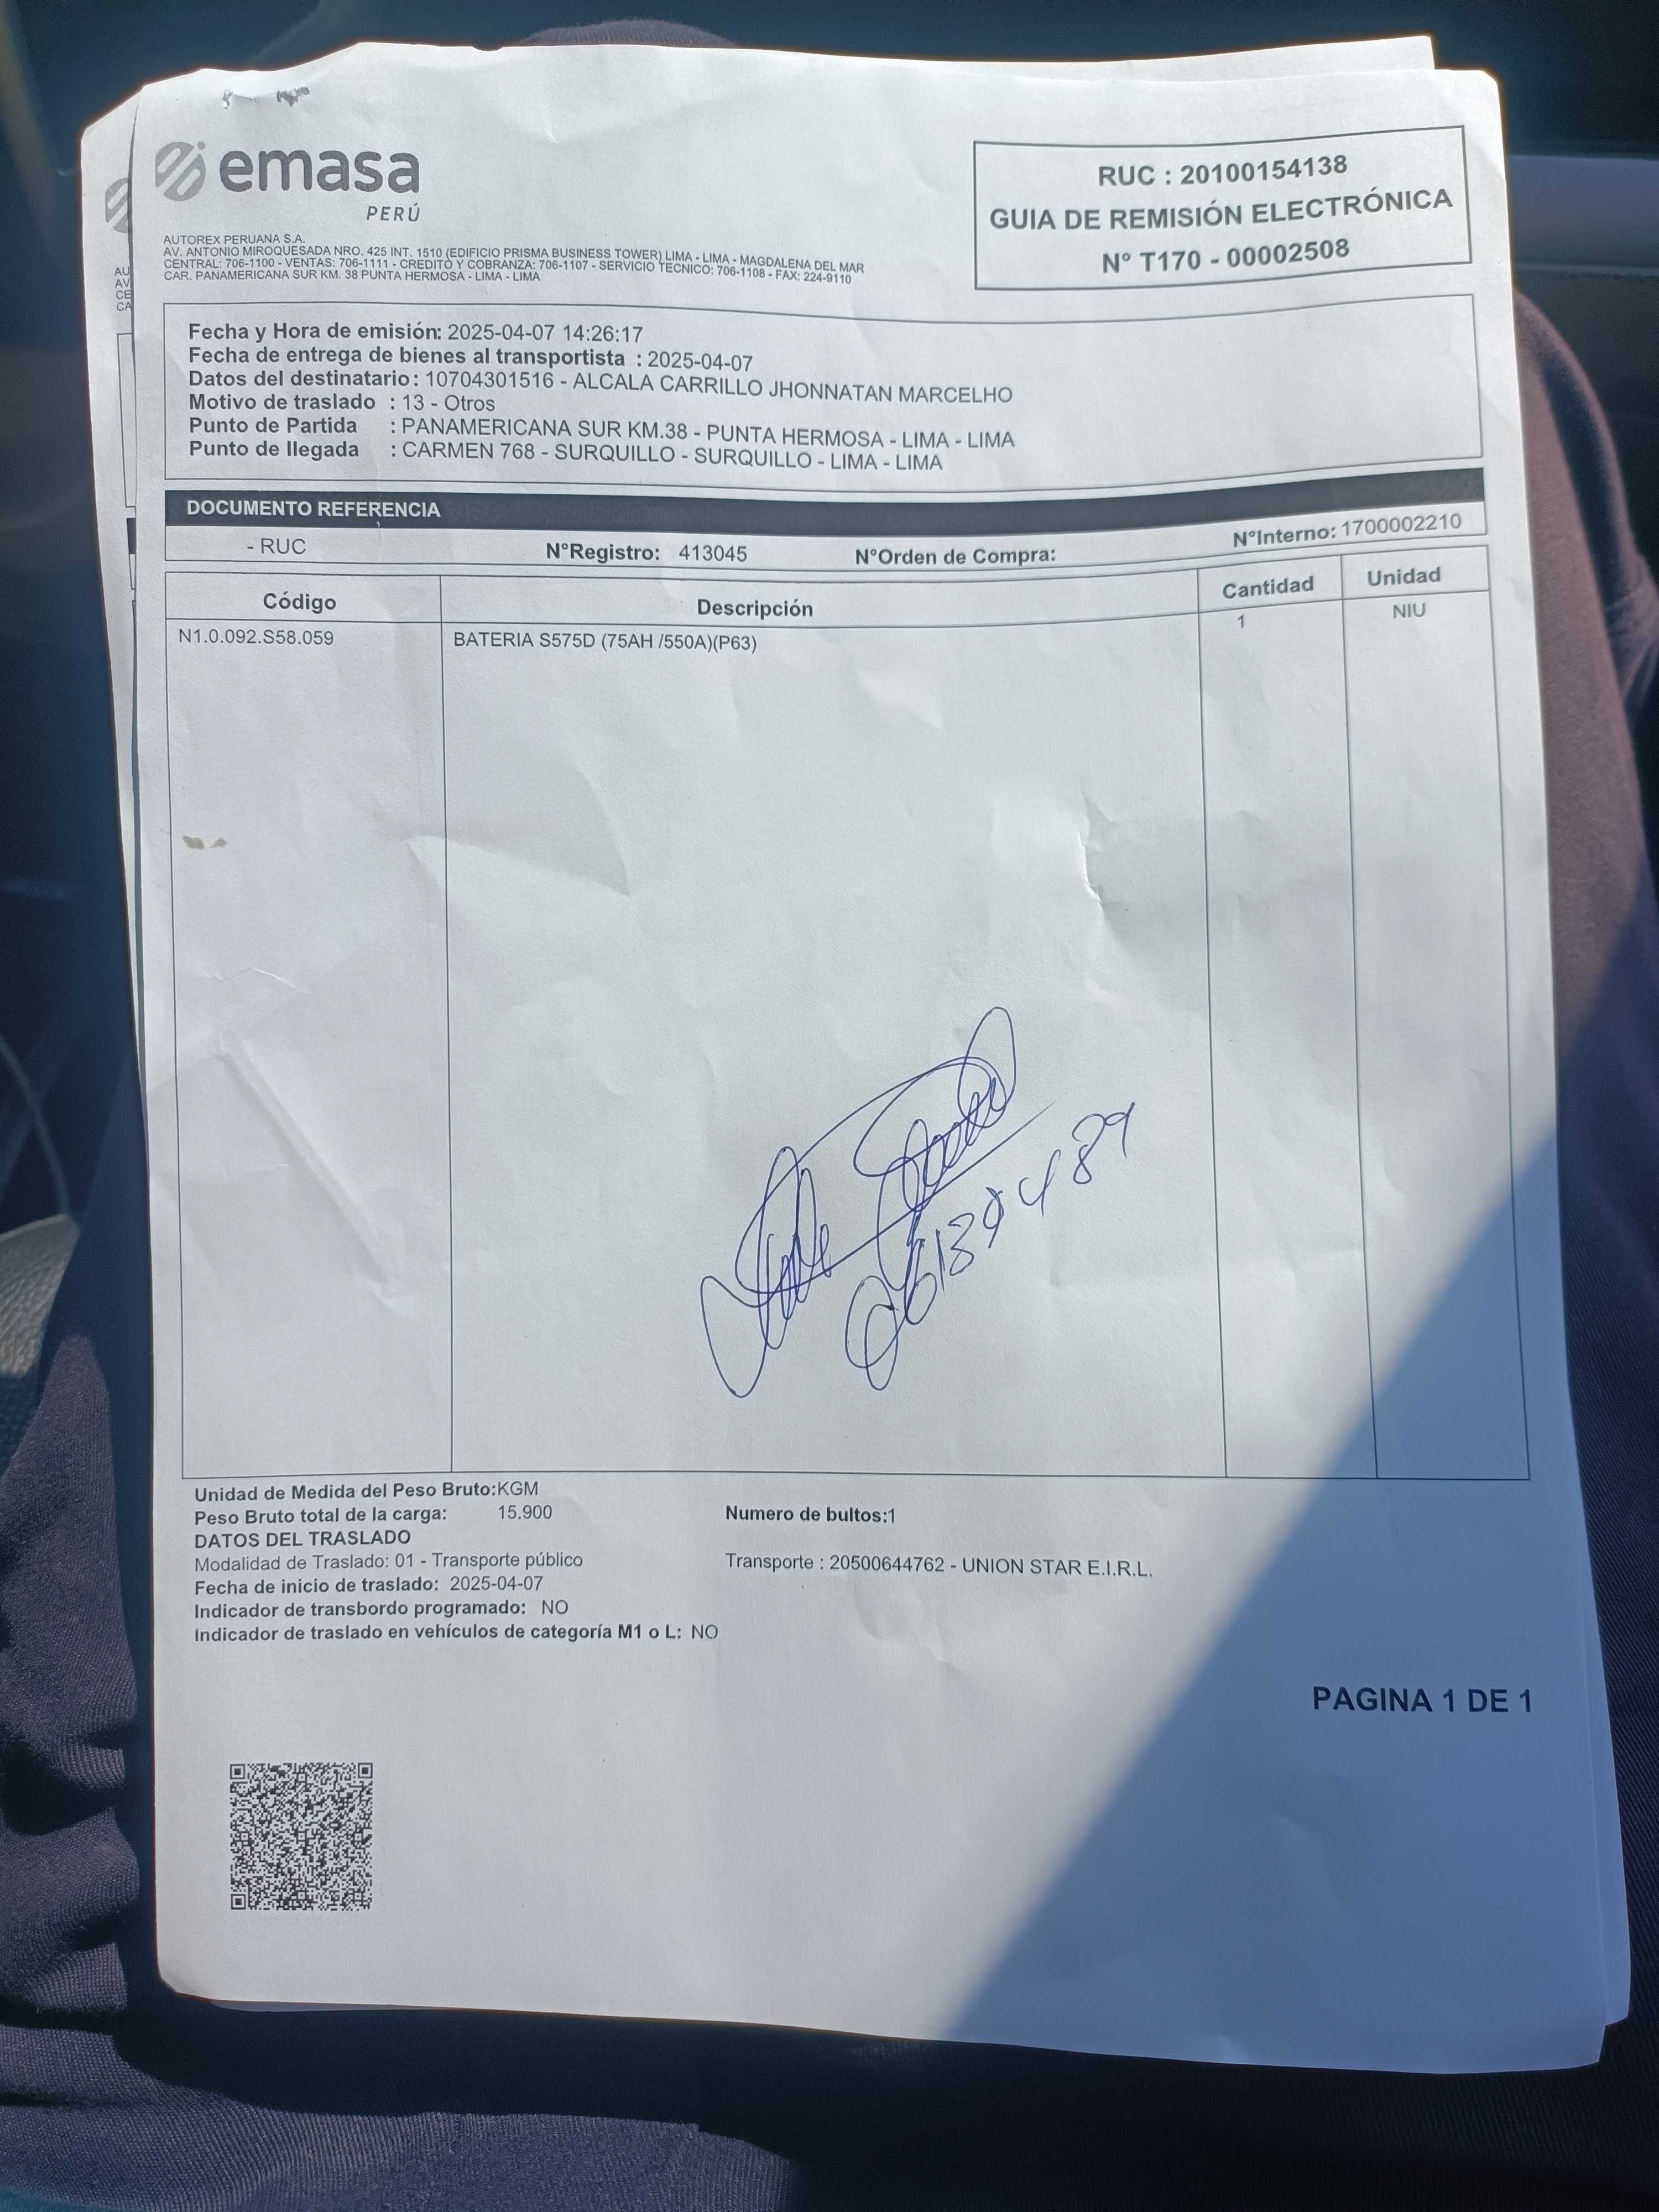 emasa
PERÚ
RUC : 20100154138
GUIA DE REMISIÓN ELECTRÓNICA
N° T170 - 00002508
AUTOREX PERUANA S.A.
AV. ANTONIO MIROQUESADA NRO. 425 INT. 1510 (EDIFICIO PRISMA BUSINESS TOWER) LIMA - LIMA - MAGDALENA DEL MAR
CENTRAL: 706-1100 - VENTAS: 706-1111 - CREDITO Y COBRANZA: 706-1107 - SERVICIO TECNICO: 706-1108 - FAX: 224-9110
CAR. PANAMERICANA SUR KM. 38 PUNTA HERMOSA - LIMA - LIMA
AU
AV
CE
CA
Fecha y Hora de emisión: 2025-04-07 14:26:17
Fecha de entrega de bienes al transportista : 2025-04-07
Datos del destinatario : 10704301516 - ALCALA CARRILLO JHONNATAN MARCELHO
Motivo de traslado : 13 - Otros
Punto de Partida : PANAMERICANA SUR KM.38 - PUNTA HERMOSA - LIMA - LIMA
Punto de llegada : CARMEN 768 - SURQUILLO - SURQUILLO - LIMA - LIMA
DOCUMENTO REFERENCIA
- RUC N°Registro: 413045 N°Orden de Compra: N°Interno: 1700002210
Código Descripción Cantidad Unidad
N1.0.092.S58.059 BATERIA S575D (75AH /550A)(P63) 1 NIU
Unidad de Medida del Peso Bruto:KGM
Peso Bruto total de la carga: 15.900 Numero de bultos:1
DATOS DEL TRASLADO
Modalidad de Traslado: 01 - Transporte público Transporte : 20500644762 - UNION STAR E.I.R.L.
Fecha de inicio de traslado: 2025-04-07
Indicador de transbordo programado: NO
Indicador de traslado en vehículos de categoría M1 o L: NO
PAGINA 1 DE 1